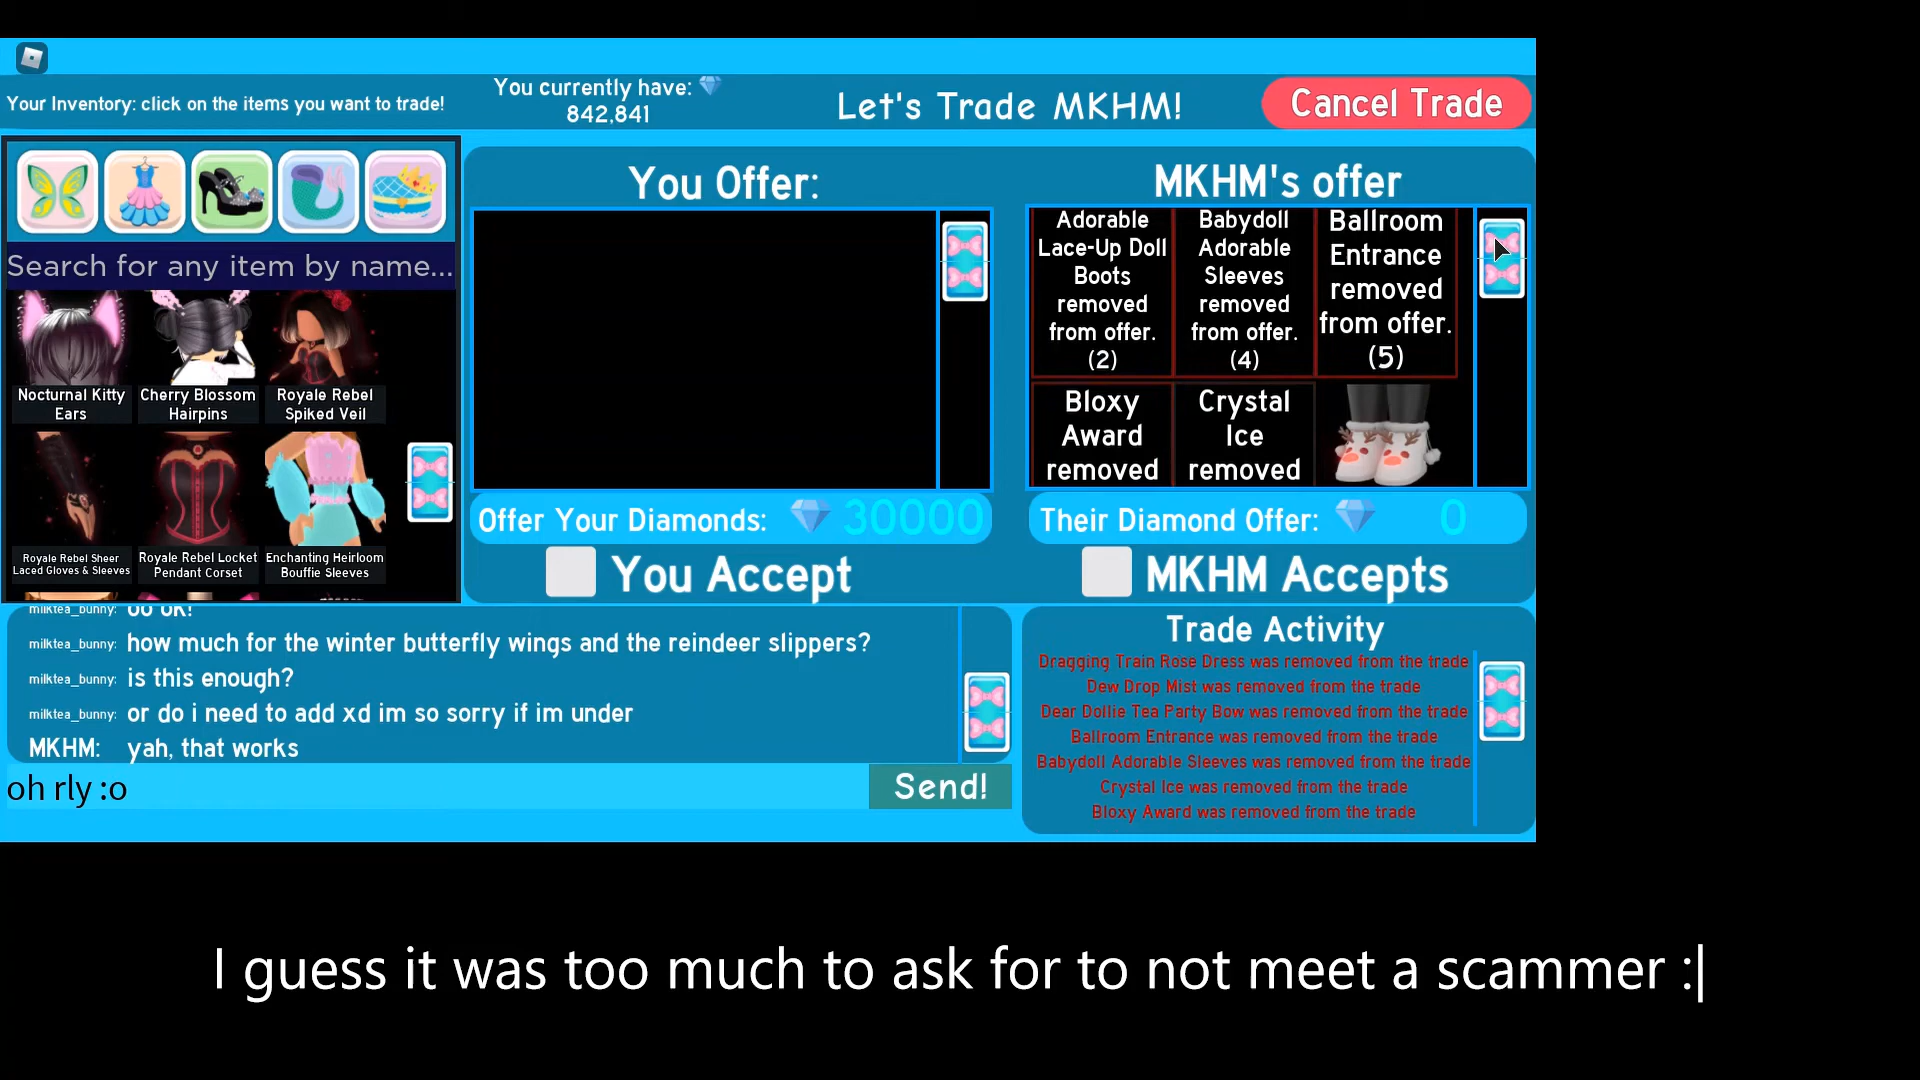 Your Inventory: click on the items you want to trade!
You currently have:
842,841
Let's Trade MKHM!
Cancel Trade
You Offer:
MKHM's offer
Search for any item by name...
Nocturnal Kitty
Ears
Cherry Blossom
Hairpins
Royale Rebel
Spiked Veil
Royale Rebel Sheer
Laced Gloves & Sleeves
Royale Rebel Locket
Pendant Corset
Enchanting Heirloom
Bouffie Sleeves
Adorable
Lace-Up Doll
Boots
removed
from offer.
(2)
Babydoll
Adorable
Sleeves
removed
from offer.
(4)
Ballroom
Entrance
removed
from offer.
(5)
Bloxy
Award
removed
Crystal
Ice
removed
Offer Your Diamonds: 30000
Their Diamond Offer: 0
You Accept
MKHM Accepts
milktea_bunny: oo ok!
milktea_bunny: how much for the winter butterfly wings and the reindeer slippers?
milktea_bunny: is this enough?
milktea_bunny: or do i need to add xd im so sorry if im under
MKHM: yah, that works
oh rly :o
Send!
Trade Activity
Dragging Train Rose Dress was removed from the trade
Dew Drop Mist was removed from the trade
Dear Dollie Tea Party Bow was removed from the trade
Ballroom Entrance was removed from the trade
Babydoll Adorable Sleeves was removed from the trade
Crystal Ice was removed from the trade
Bloxy Award was removed from the trade
I guess it was too much to ask for to not meet a scammer :|